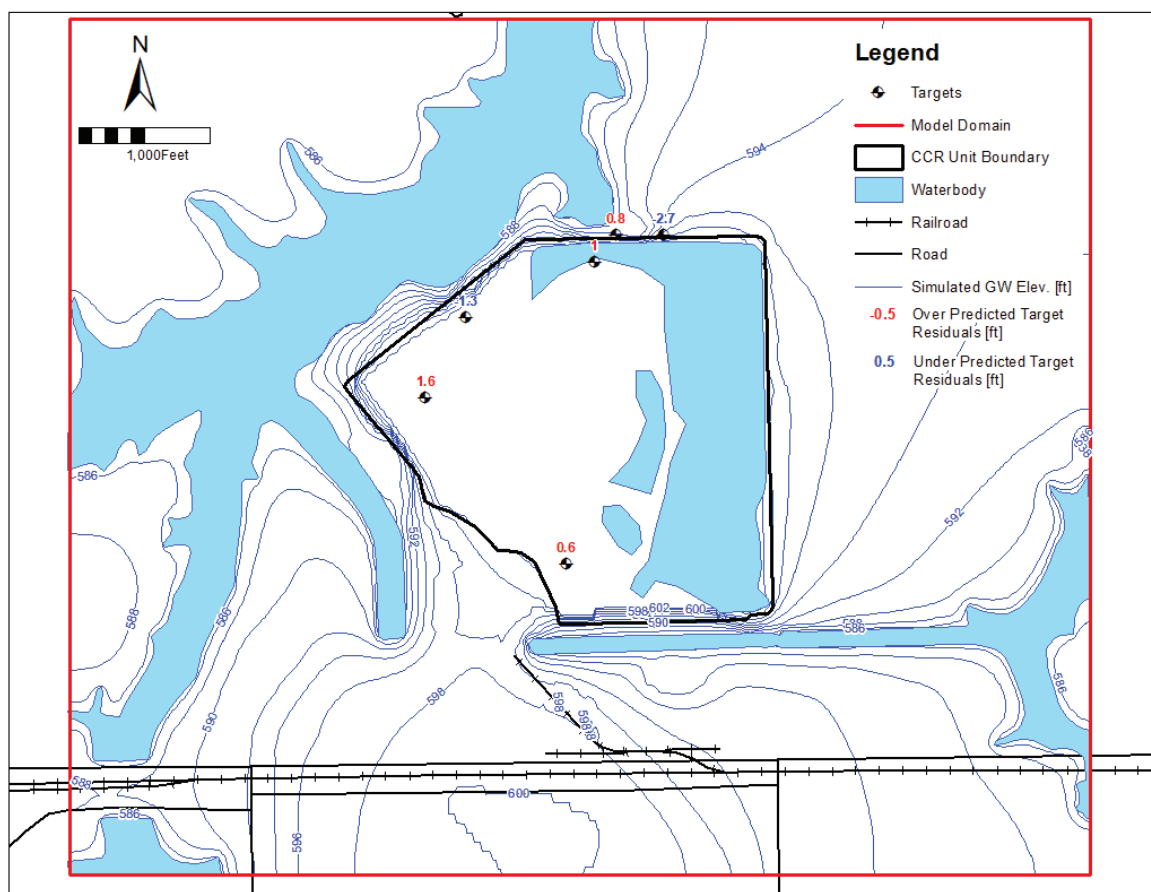 N
1,000Feet
Legend
Targets
Model Domain
CCR Unit Boundary
Waterbody
Railroad
Road
Simulated GW Elev. [ft]
-0.5 Over Predicted Target
Residuals [ft]
0.5 Under Predicted Target
Residuals [ft]
586
594
588
0.8
-2.7
1
-1.3
1.6
586
586
592
592
0.6
598
602
600
590
588
586
586
588
598
590
598
598
586
588
600
586
596